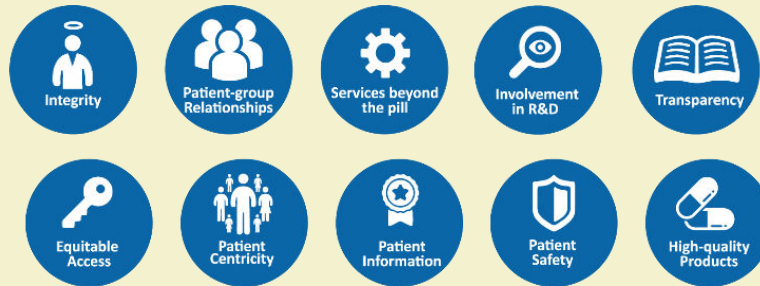 Integrity
Patient-group
Relationships
Services beyond
the pill
Involvement
in R&D
Transparency
Equitable
Access
Patient
Centricity
Patient
Information
Patient
Safety
High-quality
Products